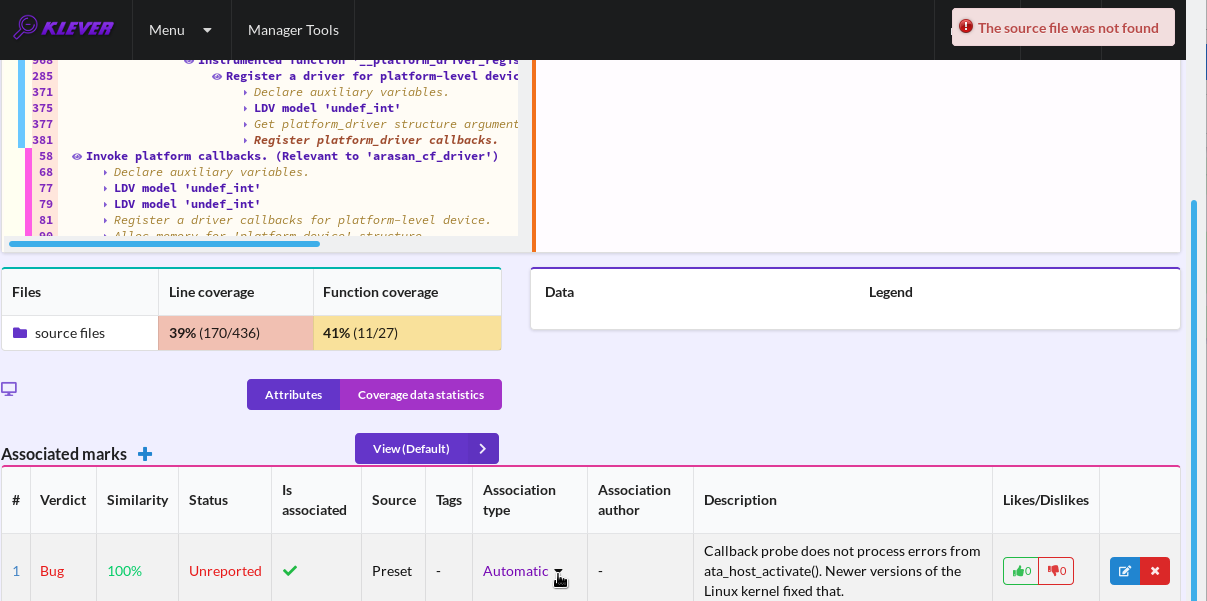 KLEVER
Menu
Manager Tools
The source file was not found
968 Instrumented function '__platform_driver_regis
285 Register a driver for platform-level devic
371 Declare auxiliary variables.
375 LDV model 'undef_int'
377 Get platform_driver structure argument
381 Register platform_driver callbacks.
58 Invoke platform callbacks. (Relevant to 'arasan_cf_driver')
68 Declare auxiliary variables.
77 LDV model 'undef_int'
79 LDV model 'undef_int'
81 Register a driver callbacks for platform-level device.
90 Alloc memory for 'platform_device' structure.
Files Line coverage Function coverage
source files 39% (170/436) 41% (11/27)
Data Legend
Attributes Coverage data statistics
Associated marks
View (Default)
# Verdict Similarity Status Is associated Source Tags Association type Association author Description Likes/Dislikes
1 Bug 100% Unreported Preset - Automatic - Callback probe does not process errors from
ata_host_activate(). Newer versions of the
Linux kernel fixed that.
0 0